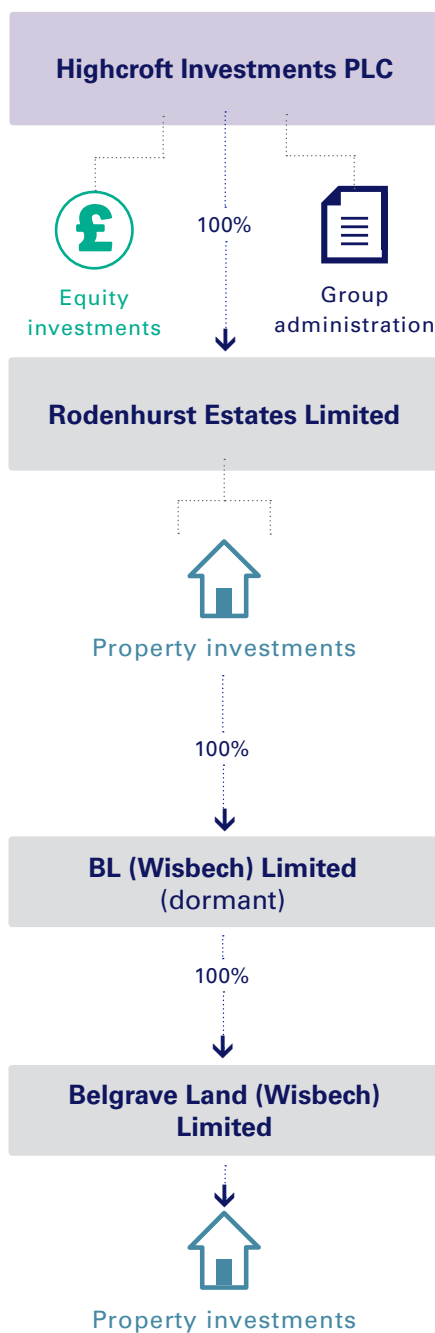 Highcroft Investments PLC
£
100%
Equity
investments
Group
administration
Rodenhurst Estates Limited
Property investments
100%
BL (Wisbech) Limited
(dormant)
100%
Belgrave Land (Wisbech)
Limited
Property investments